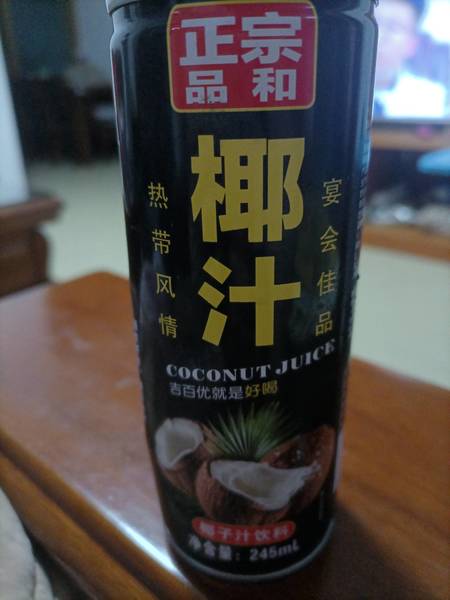 正宗
品和
椰汁
热带风情
宴会佳品
COCONUT JUICE
吉百优就是好喝
椰子汁饮料
净含量：245mL